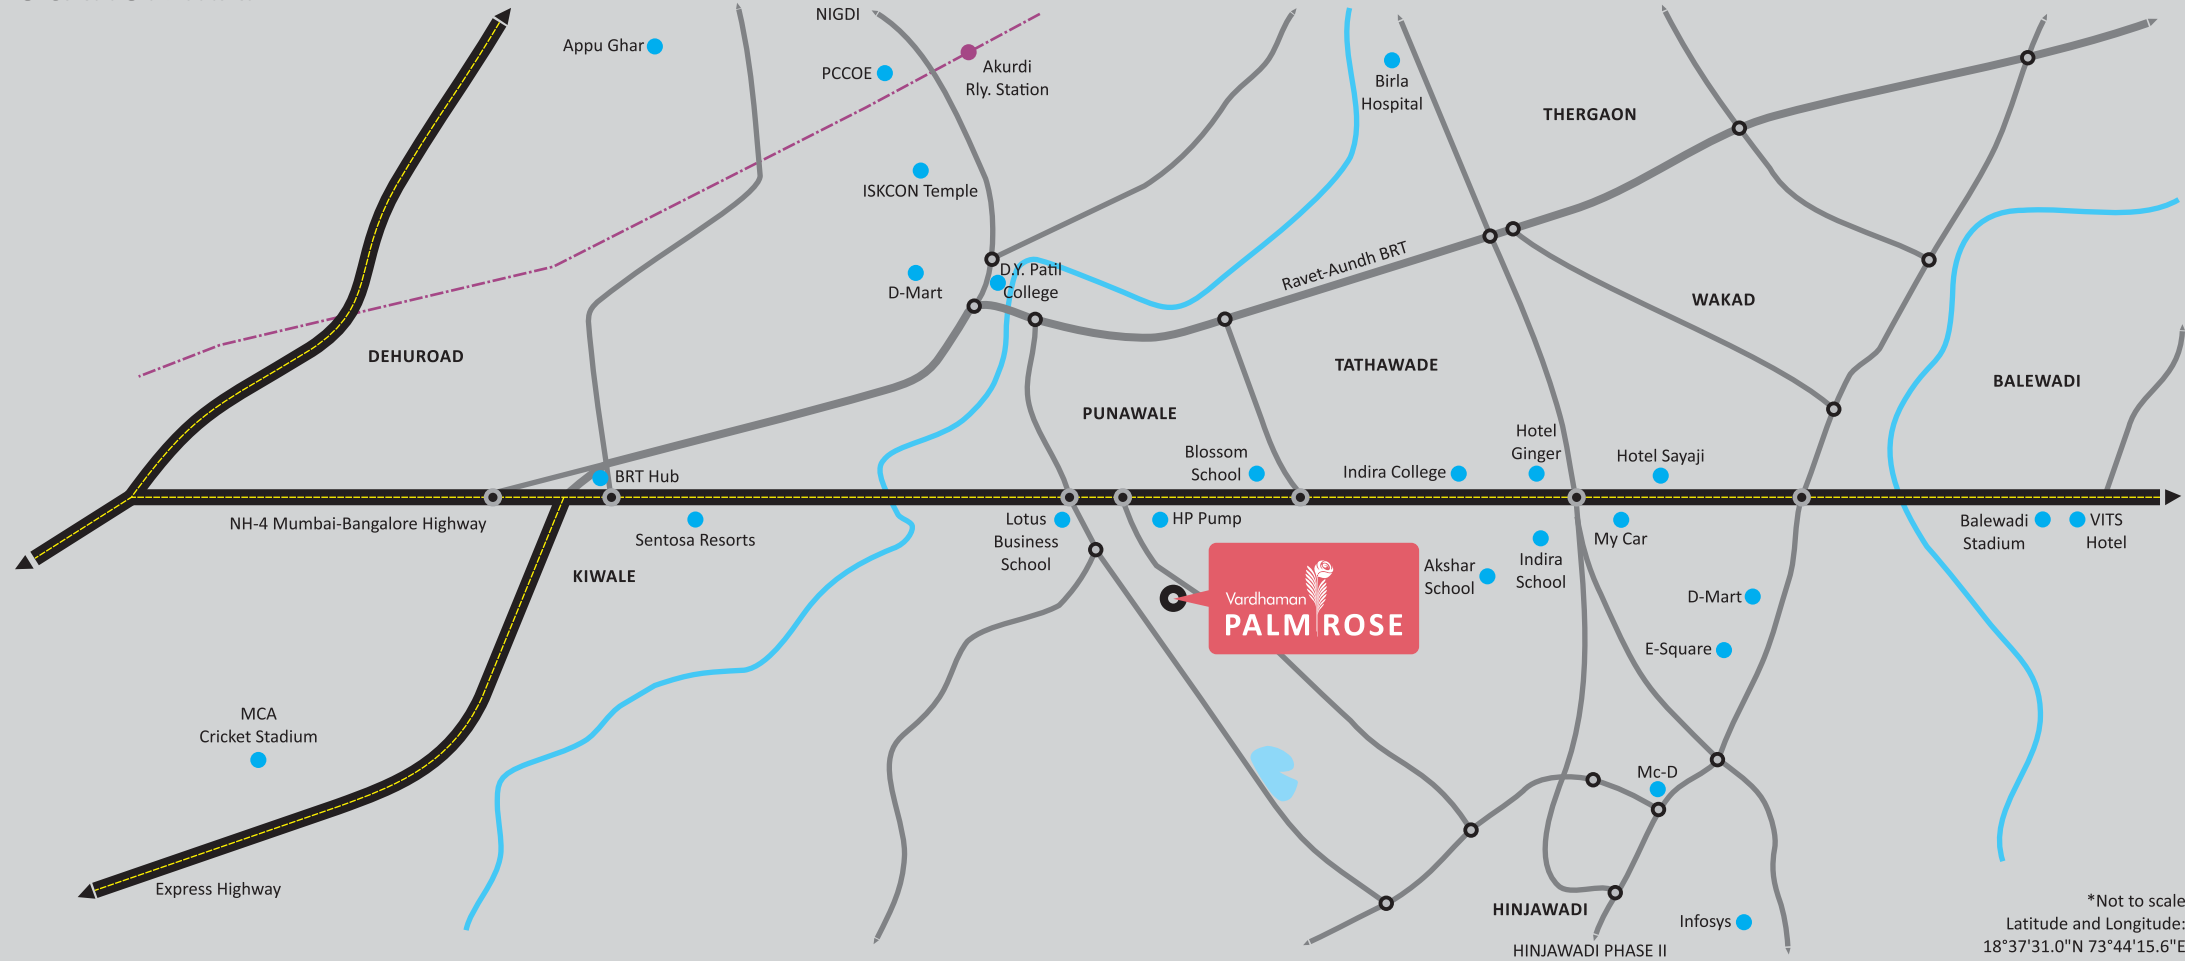 NIGDI
Appu Ghar
PCCOE
Akurdi
Rly. Station
Birla
Hospital
THERGAON
ISKCON Temple
D.Y. Patil
College
D-Mart
Ravet-Aundh BRT
WAKAD
DEHUROAD
TATHAWADE
BALEWADI
PUNAWALE
Blossom
School
Indira College
Hotel
Ginger
Hotel Sayaji
BRT Hub
NH-4 Mumbai-Bangalore Highway
Sentosa Resorts
Lotus
Business
School
HP Pump
My Car
Balewadi
Stadium
VITS
Hotel
KIWALE
Akshar
School
Indira
School
Vardhaman
PALM ROSE
D-Mart
E-Square
MCA
Cricket Stadium
Mc-D
Express Highway
HINJAWADI
Infosys
HINJAWADI PHASE II
*Not to scale
Latitude and Longitude:
18°37'31.0"N 73°44'15.6"E